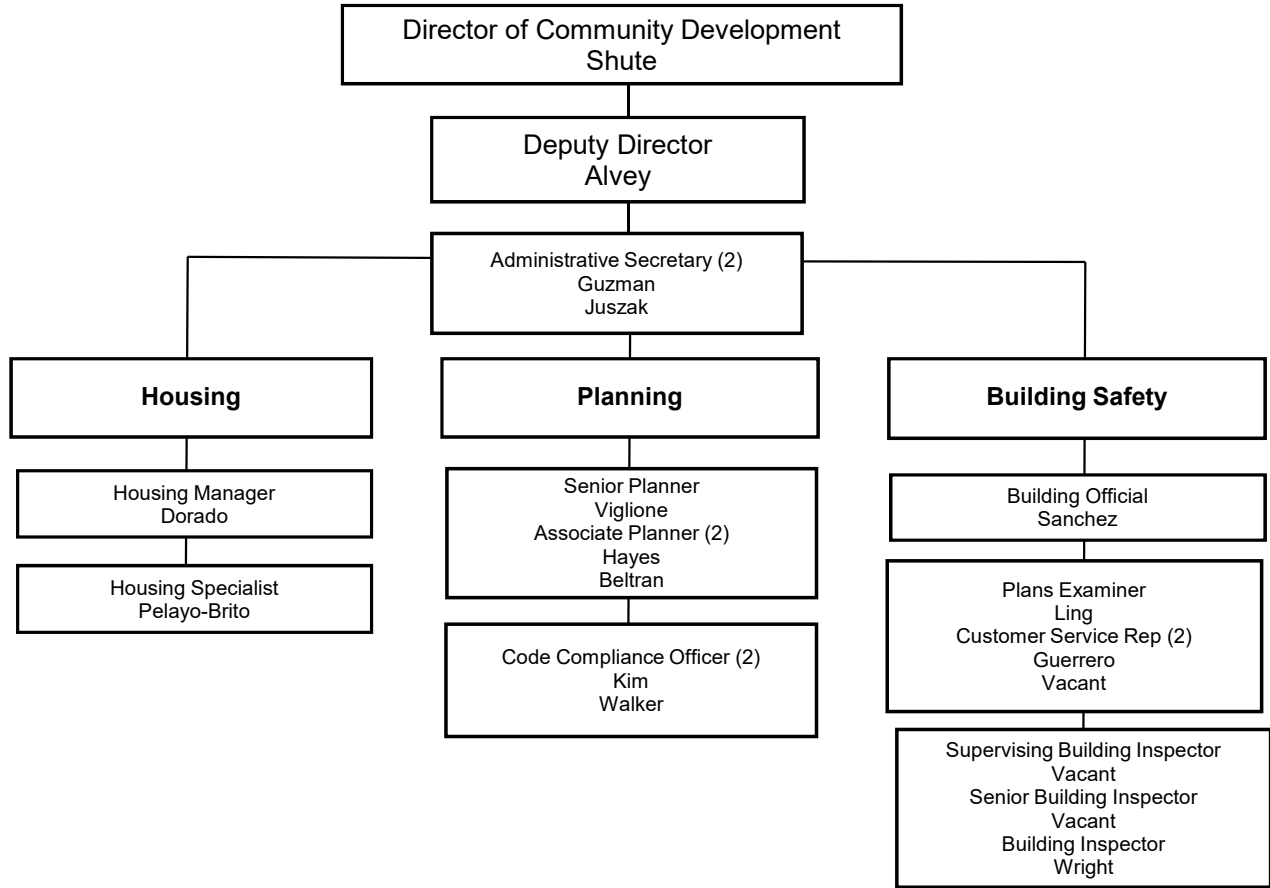 Director of Community Development
Shute
Deputy Director
Alvey
Administrative Secretary (2)
Guzman
Juszak
Housing
Housing Manager
Dorado
Housing Specialist
Pelayo-Brito
Planning
Senior Planner
Viglione
Associate Planner (2)
Hayes
Beltran
Code Compliance Officer (2)
Kim
Walker
Building Safety
Building Official
Sanchez
Plans Examiner
Ling
Customer Service Rep (2)
Guerrero
Vacant
Supervising Building Inspector
Vacant
Senior Building Inspector
Vacant
Building Inspector
Wright